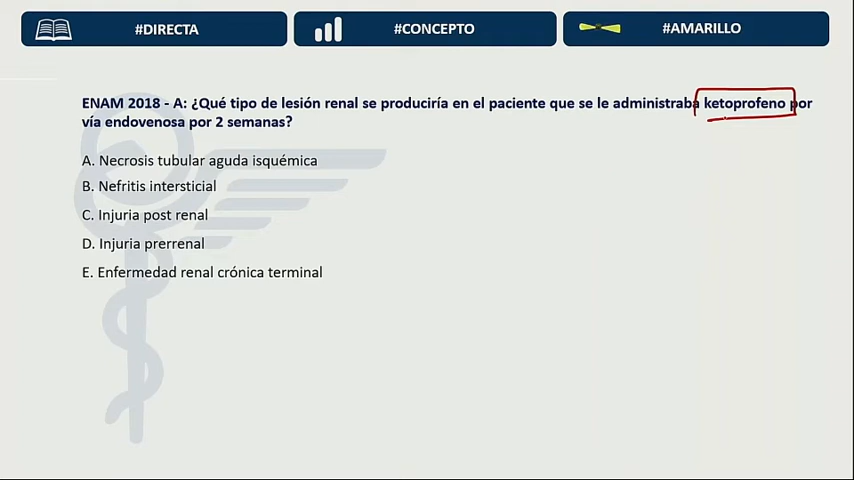 #DIRECTA
#CONCEPTO
#AMARILLO
ENAM 2018 - A: ¿Qué tipo de lesión renal se produciría en el paciente que se le administraba ketoprofeno por
vía endovenosa por 2 semanas?
A. Necrosis tubular aguda isquémica
B. Nefritis intersticial
C. Injuria post renal
D. Injuria prerrenal
E. Enfermedad renal crónica terminal